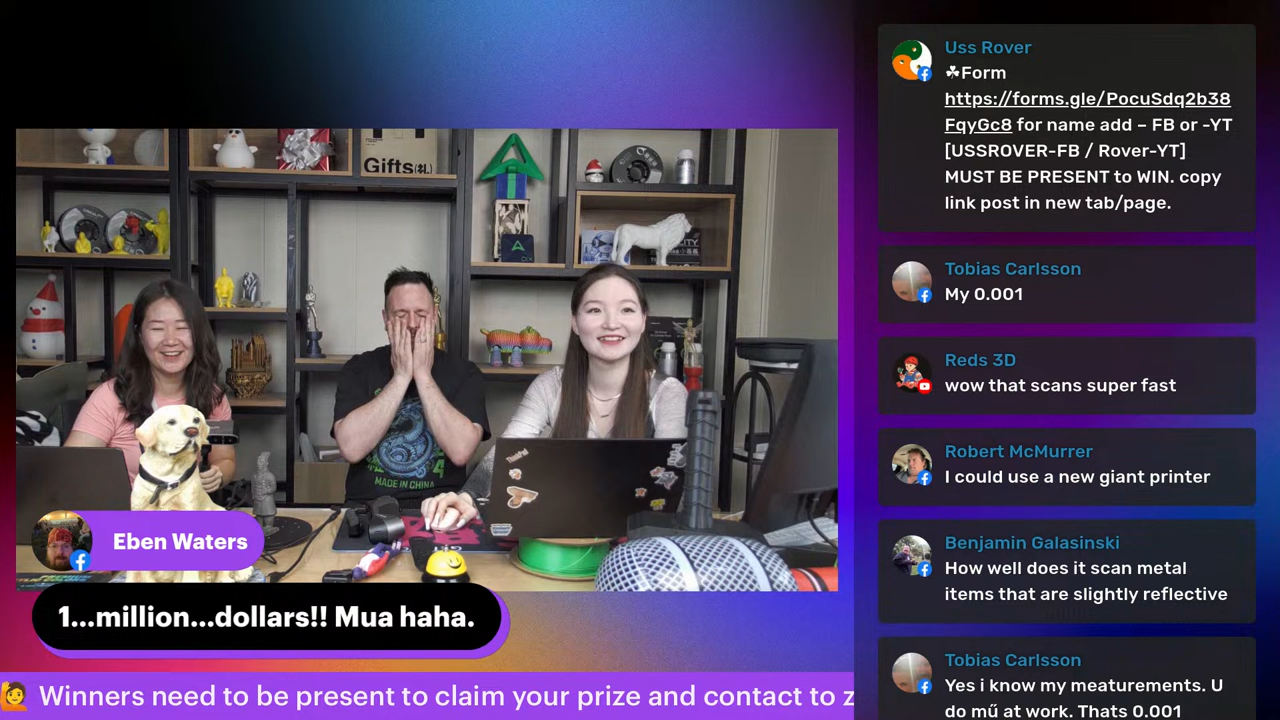 Gifts(礼)
MADE IN CHINA
ThinkPad
Eben Waters
1...million...dollars!! Mua haha.
Winners need to be present to claim your prize and contact to z
Uss Rover
☘Form
https://forms.gle/PocuSdq2b38
FqyGc8 for name add – FB or -YT
[USSROVER-FB / Rover-YT]
MUST BE PRESENT to WIN. copy
link post in new tab/page.
Tobias Carlsson
My 0.001
Reds 3D
wow that scans super fast
Robert McMurrer
I could use a new giant printer
Benjamin Galasinski
How well does it scan metal
items that are slightly reflective
Tobias Carlsson
Yes i know my meaturements. U
do mű at work. Thats 0.001